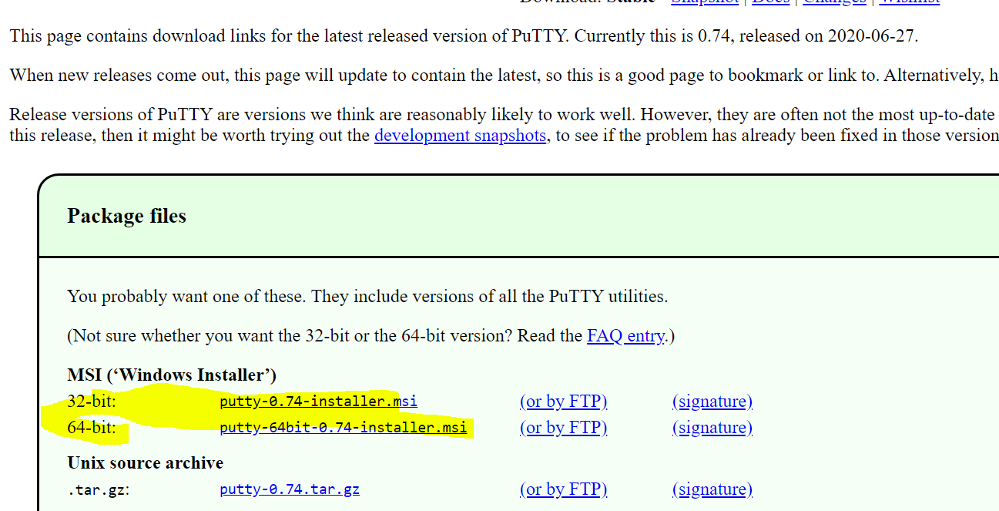 Download: Stable · Snapshot | Docs | Changes | Wishlist
This page contains download links for the latest released version of PuTTY. Currently this is 0.74, released on 2020-06-27.
When new releases come out, this page will update to contain the latest, so this is a good page to bookmark or link to. Alternatively, h
Release versions of PuTTY are versions we think are reasonably likely to work well. However, they are often not the most up-to-date
this release, then it might be worth trying out the development snapshots, to see if the problem has already been fixed in those version
Package files
You probably want one of these. They include versions of all the PuTTY utilities.
(Not sure whether you want the 32-bit or the 64-bit version? Read the FAQ entry.)
MSI (‘Windows Installer’)
32-bit: putty-0.74-installer.msi (or by FTP) (signature)
64-bit: putty-64bit-0.74-installer.msi (or by FTP) (signature)
Unix source archive
.tar.gz: putty-0.74.tar.gz (or by FTP) (signature)